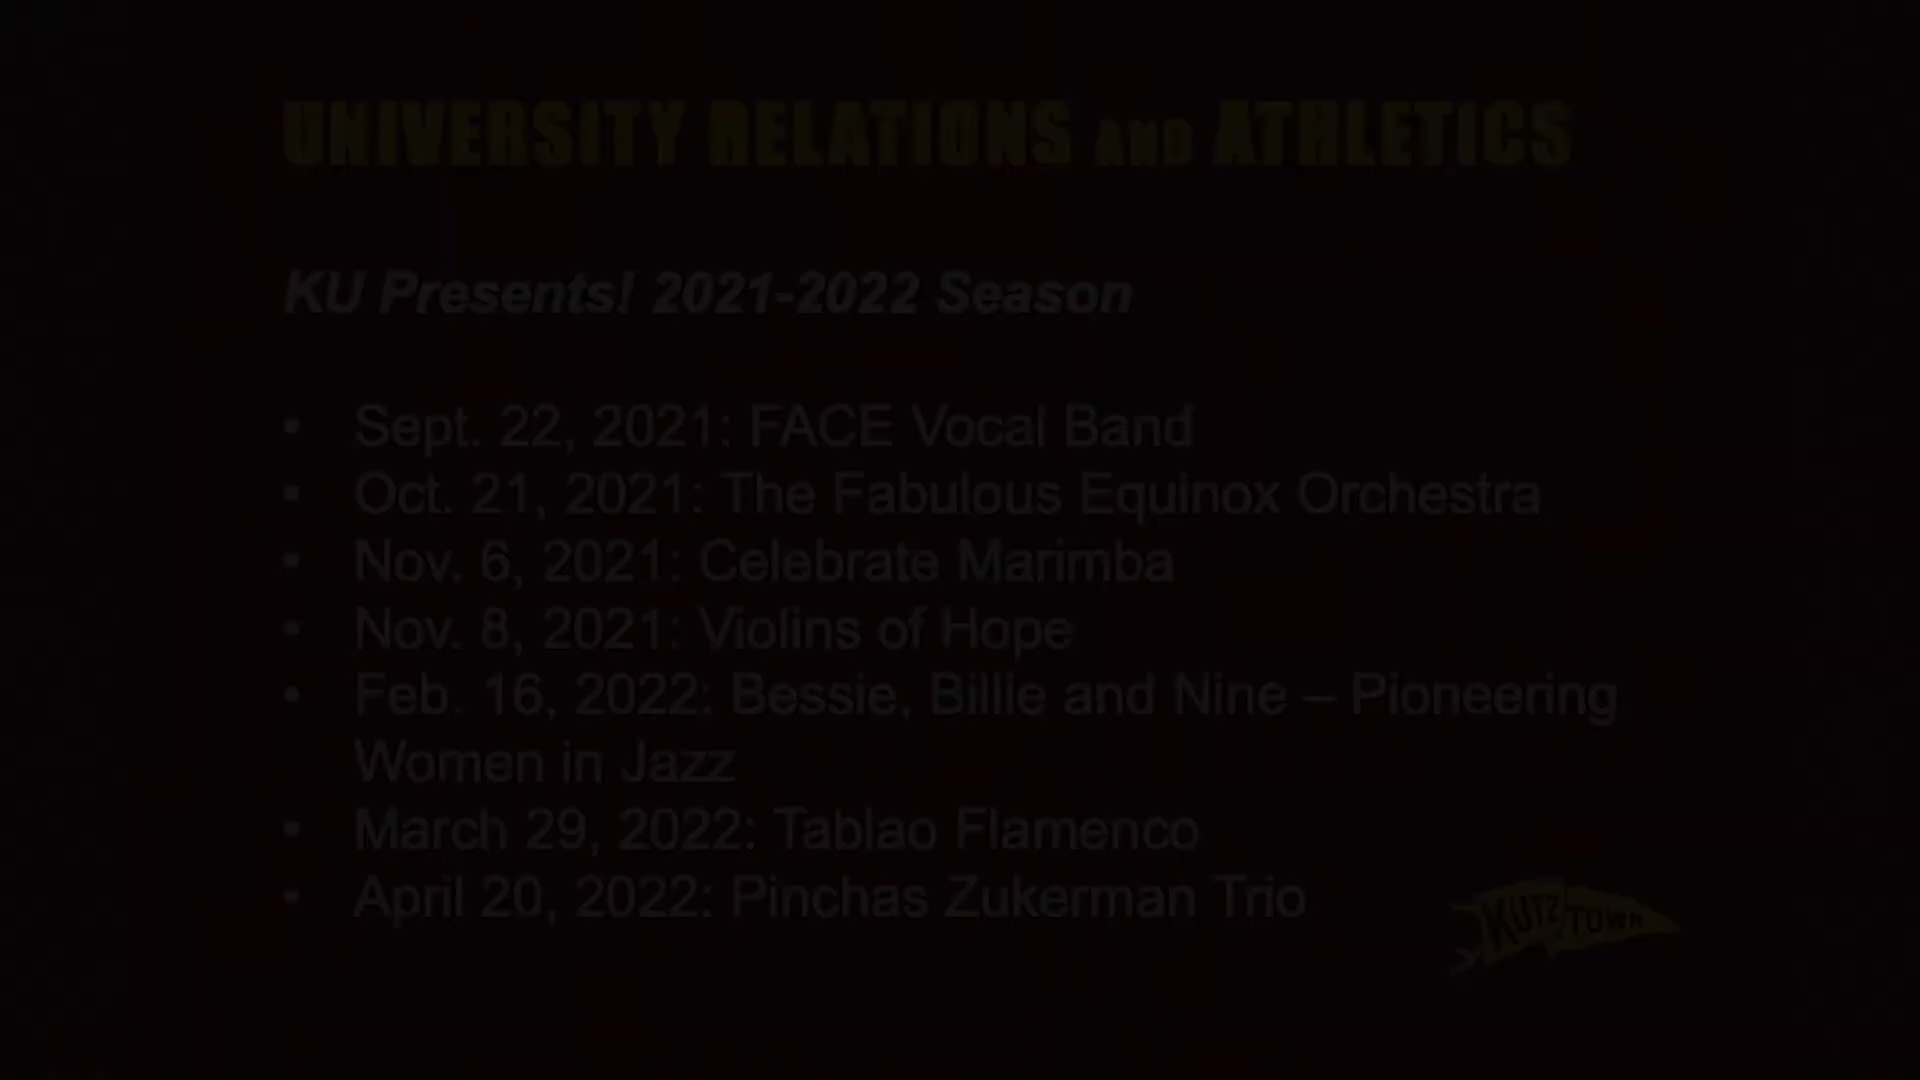 UNIVERSITY RELATIONS AND ATHLETICS
KU Presents! 2021-2022 Season
• Sept. 22, 2021: FACE Vocal Band
• Oct. 21, 2021: The Fabulous Equinox Orchestra
• Nov. 6, 2021: Celebrate Marimba
• Nov. 8, 2021: Violins of Hope
• Feb. 16, 2022: Bessie, Billie and Nine – Pioneering
Women in Jazz
• March 29, 2022: Tablao Flamenco
• April 20, 2022: Pinchas Zukerman Trio
KUTZTOWN